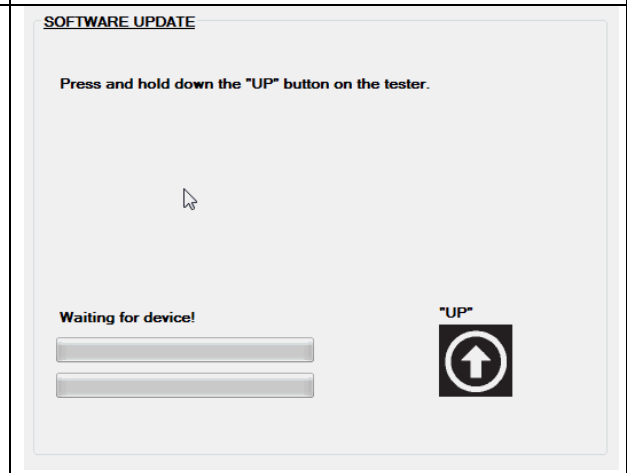 SOFTWARE UPDATE
Press and hold down the "UP" button on the tester.
Waiting for device!
"UP"